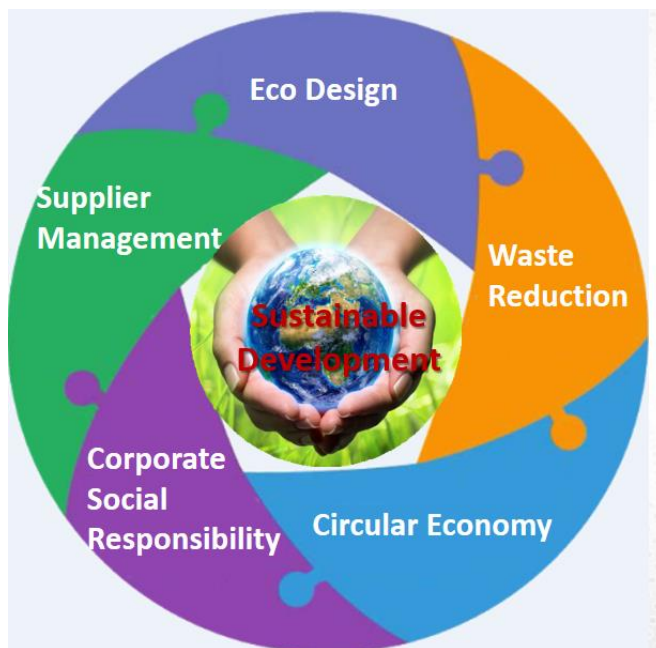 Eco Design
Supplier
Management
Waste
Reduction
Sustainable
Development
Corporate
Social
Responsibility
Circular Economy